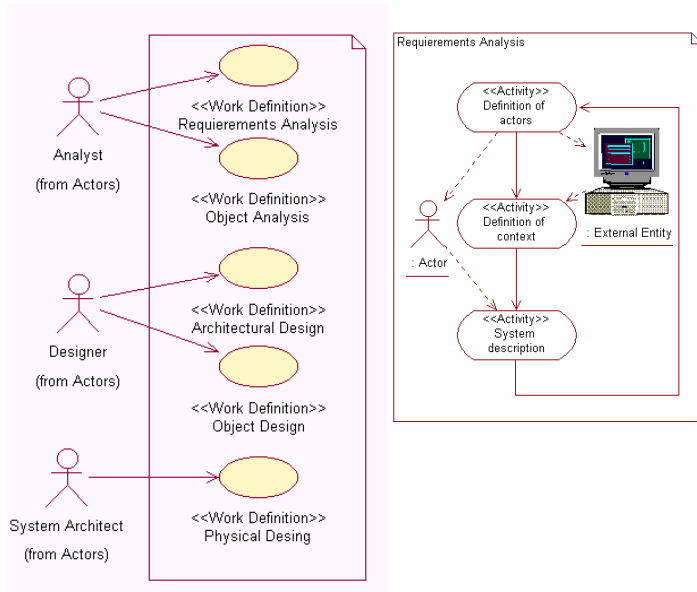 <<Work Definition>>
Requierements Analysis
Analyst
(from Actors)
<<Work Definition>>
Object Analysis
<<Work Definition>>
Architectural Design
Designer
(from Actors)
<<Work Definition>>
Object Design
<<Work Definition>>
Physical Desing
System Architect
(from Actors)
Requierements Analysis
<<Activity>>
Definition of
actors
<<Activity>>
Definition of
context
: External Entity
: Actor
<<Activity>>
System
description